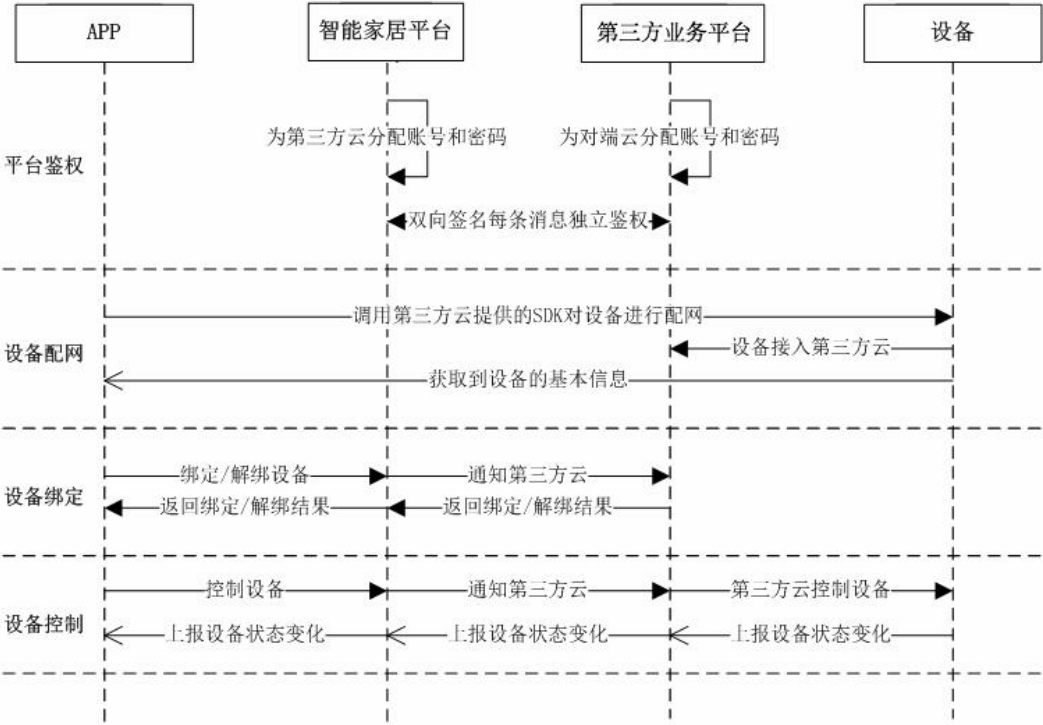 APP
智能家居平台
第三方业务平台
设备
为第三方云分配账号和密码
为对端云分配账号和密码
平台鉴权
双向签名每条消息独立鉴权
调用第三方云提供的SDK对设备进行配网
设备配网
设备接入第三方云
获取到设备的基本信息
绑定/解绑设备
通知第三方云
设备绑定
返回绑定/解绑结果
返回绑定/解绑结果
控制设备
通知第三方云
第三方云控制设备
设备控制
上报设备状态变化
上报设备状态变化
上报设备状态变化